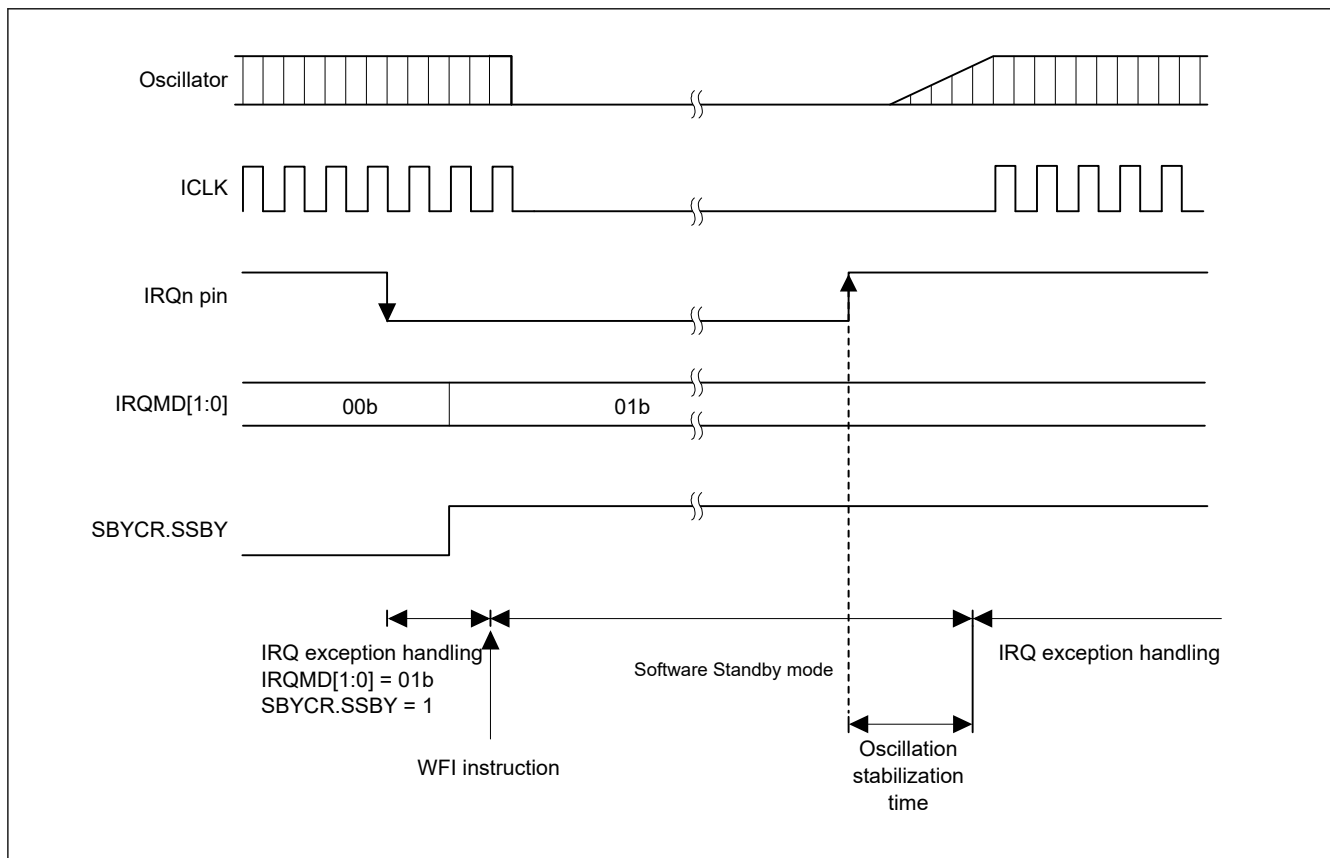 Oscillator
ICLK
IRQn pin
IRQMD[1:0]
00b
01b
SBYCR.SSBY
IRQ exception handling
IRQMD[1:0] = 01b
SBYCR.SSBY = 1
WFI instruction
Software Standby mode
IRQ exception handling
Oscillation
stabilization
time